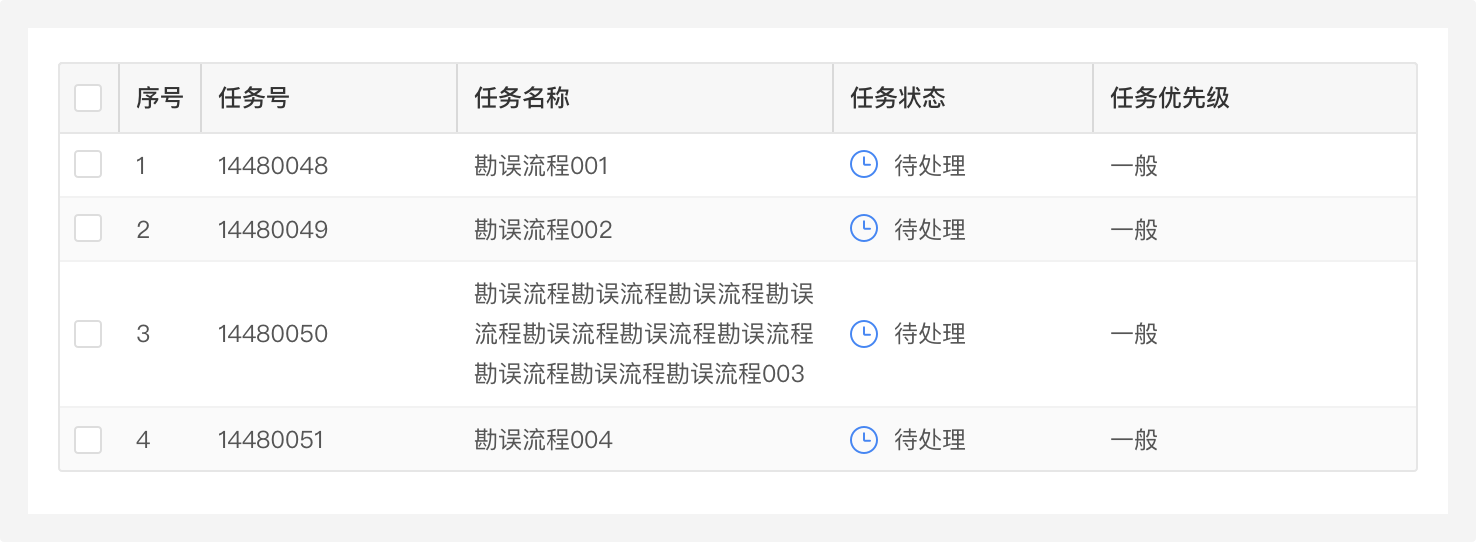 序号 任务号 任务名称 任务状态 任务优先级
1 14480048 勘误流程001 待处理 一般
2 14480049 勘误流程002 待处理 一般
勘误流程勘误流程勘误流程勘误
3 14480050 流程勘误流程勘误流程勘误流程 待处理 一般
勘误流程勘误流程勘误流程003
4 14480051 勘误流程004 待处理 一般